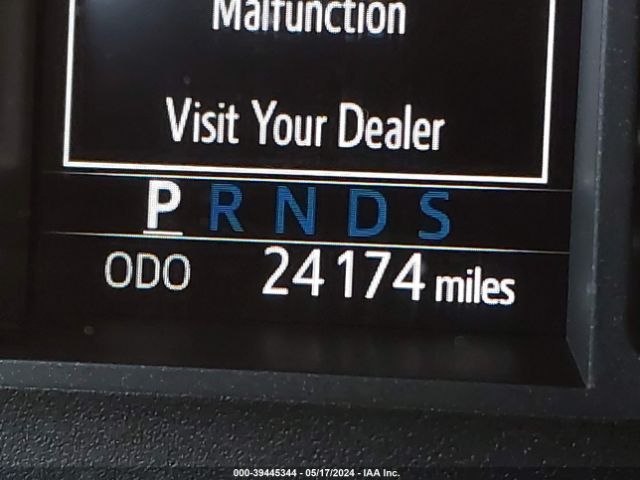 Malfunction
Visit Your Dealer
P R N D S
ODO 24174 miles
000-39445344 - 05/17/2024 - IAA Inc.